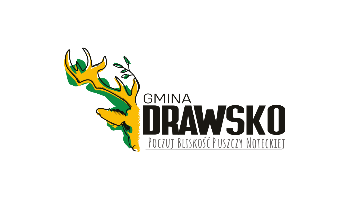 GMINA
DRAWSKO
POCZUJ BLISKOŚĆ PUSZCZY NOTECKIEJ